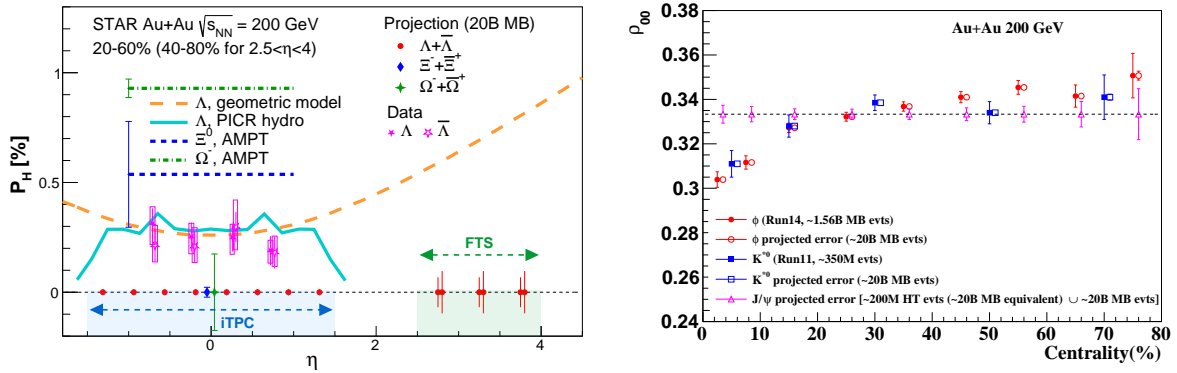 STAR Au+Au √s_NN = 200 GeV
20-60% (40-80% for 2.5<η<4)
Projection (20B MB)
Λ+Λ̅
Ξ⁻+Ξ̅⁺
Ω⁻+Ω̅⁺
Data
Λ Λ̅
Λ, geometric model
Λ, PICR hydro
Ξ⁰, AMPT
Ω⁻, AMPT
P_H [%]
1
0.5
0
FTS
iTPC
0 2 4
η
Au+Au 200 GeV
ρ₀₀
0.38
0.36
0.34
0.32
0.3
0.28
0.26
0.24
ϕ (Run14, ~1.56B MB evts)
ϕ projected error (~20B MB evts)
K*⁰ (Run11, ~350M evts)
K*⁰ projected error (~20B MB evts)
J/ψ projected error [~200M HT evts (~20B MB equivalent) ∪ ~20B MB evts]
0 10 20 30 40 50 60 70 80
Centrality(%)